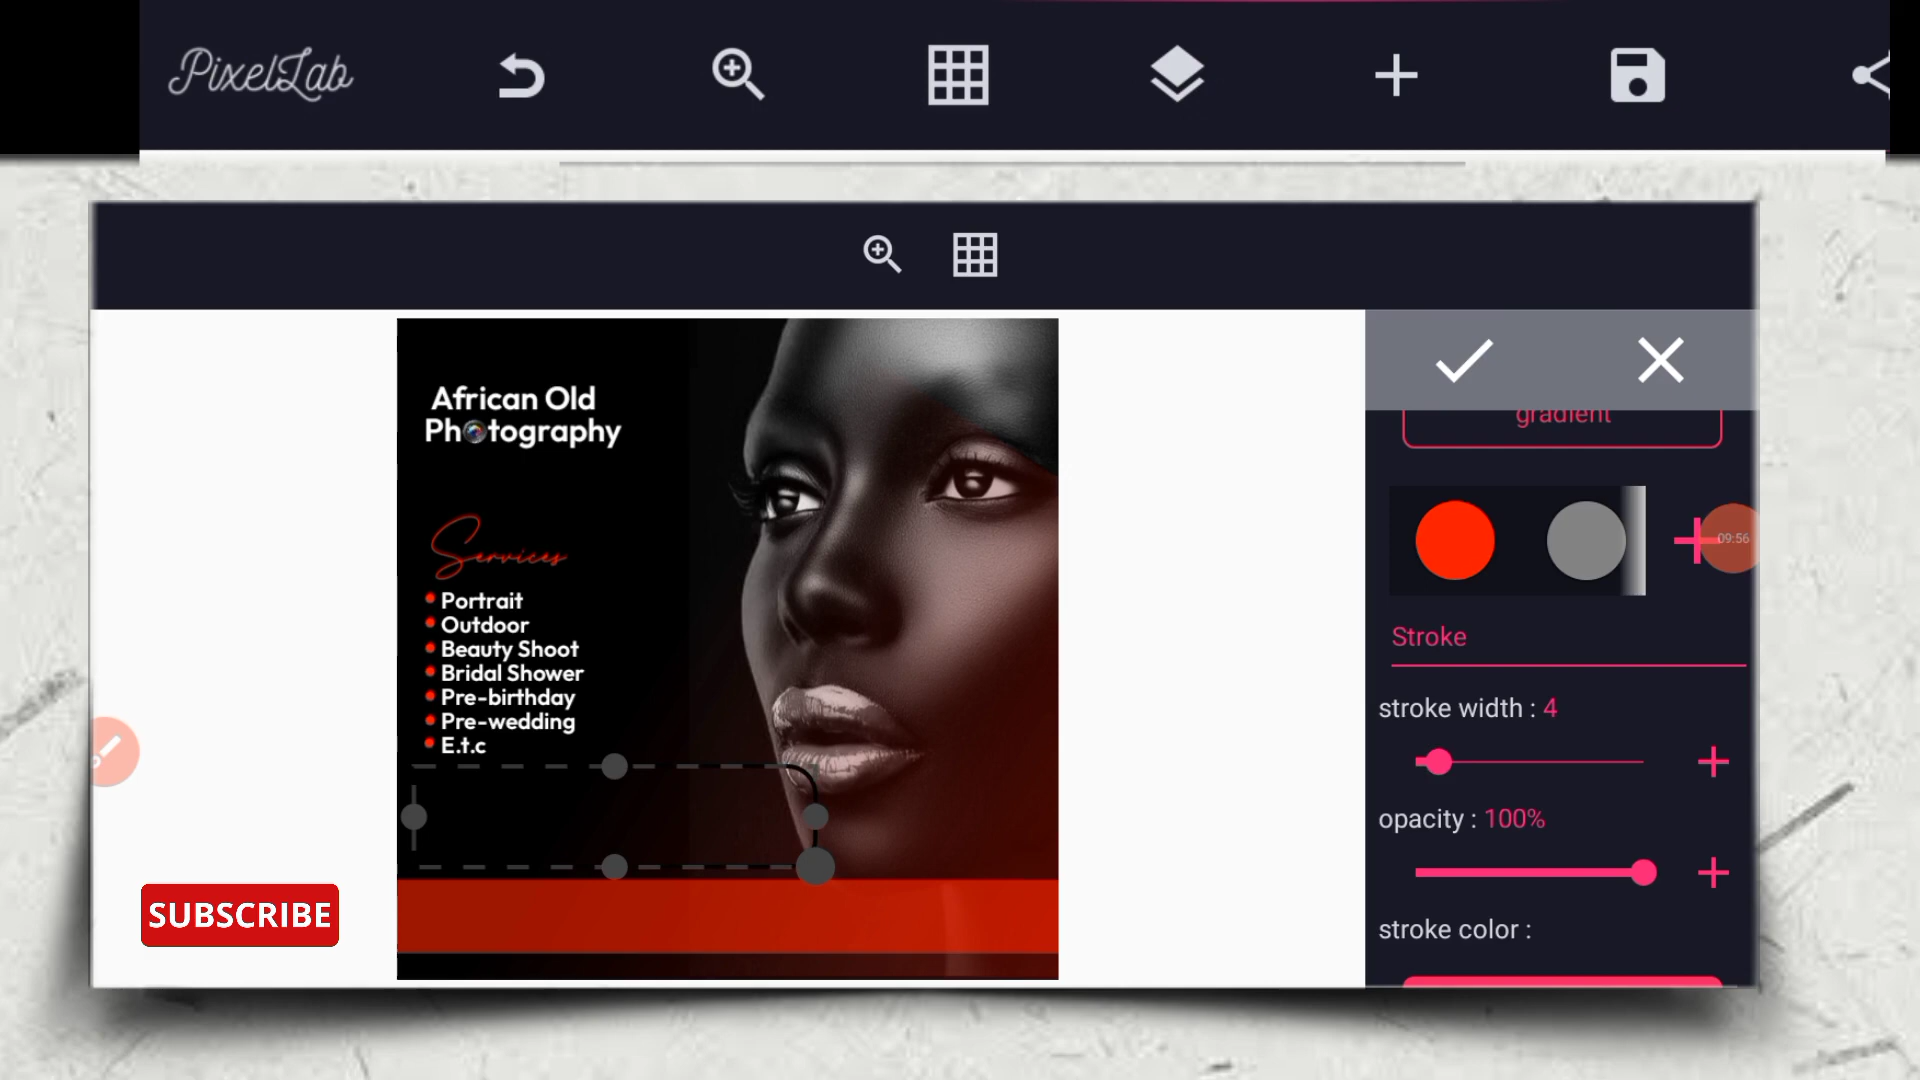 PixelLab
African Old
Photography
Services
Portrait
Outdoor
Beauty Shoot
Bridal Shower
Pre-birthday
Pre-wedding
E.t.c
SUBSCRIBE
gradient
09:56
Stroke
stroke width : 4
opacity : 100%
stroke color :